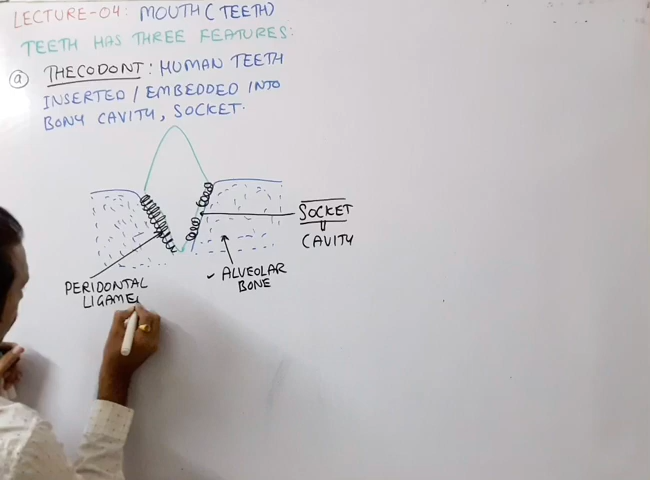 LECTURE-04: MOUTH (TEETH)
TEETH HAS THREE FEATURES:
a THECODONT: HUMAN TEETH
INSERTED / EMBEDDED INTO
BONY CAVITY, SOCKET.
SOCKET
CAVITY
ALVEOLAR
BONE
PERIDONTAL
LIGAME